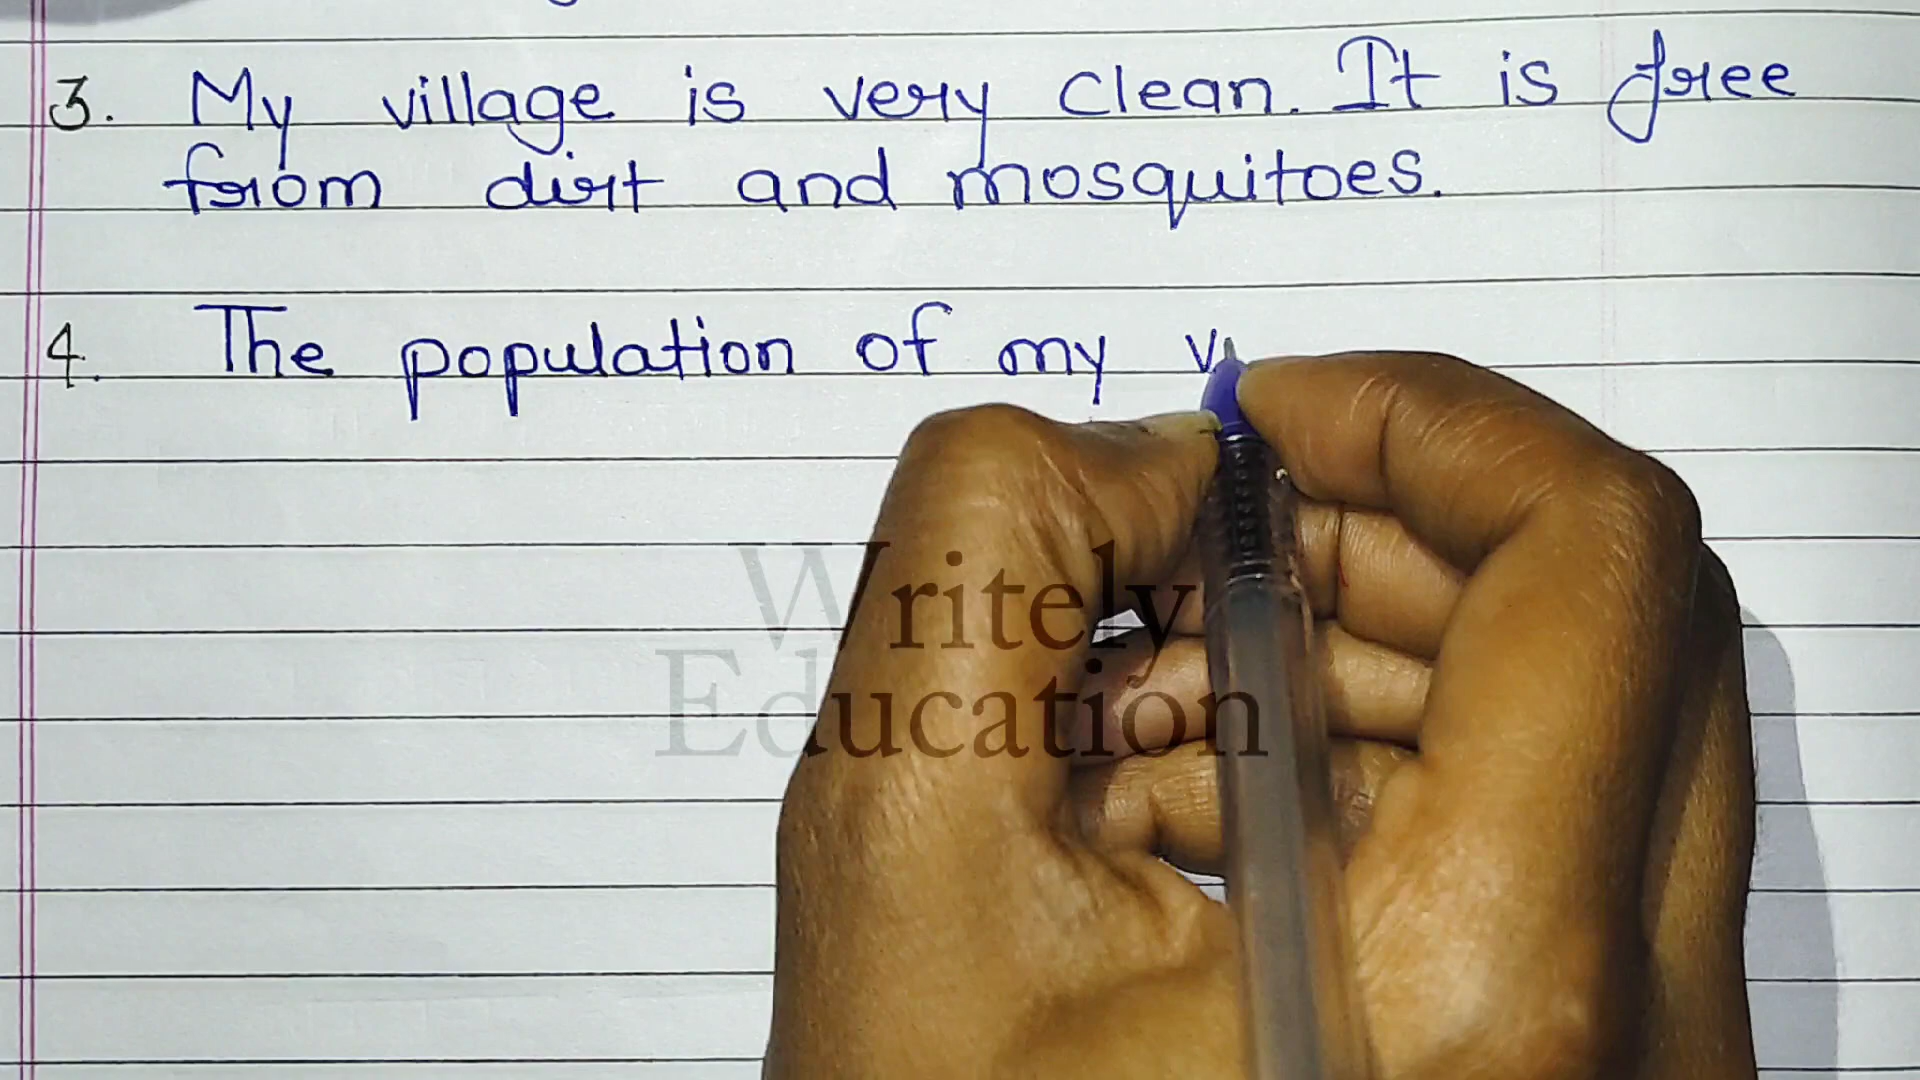 3. My village is very clean. It is free
from dirt and mosquitoes.
4. The population of my v
Writely
Education